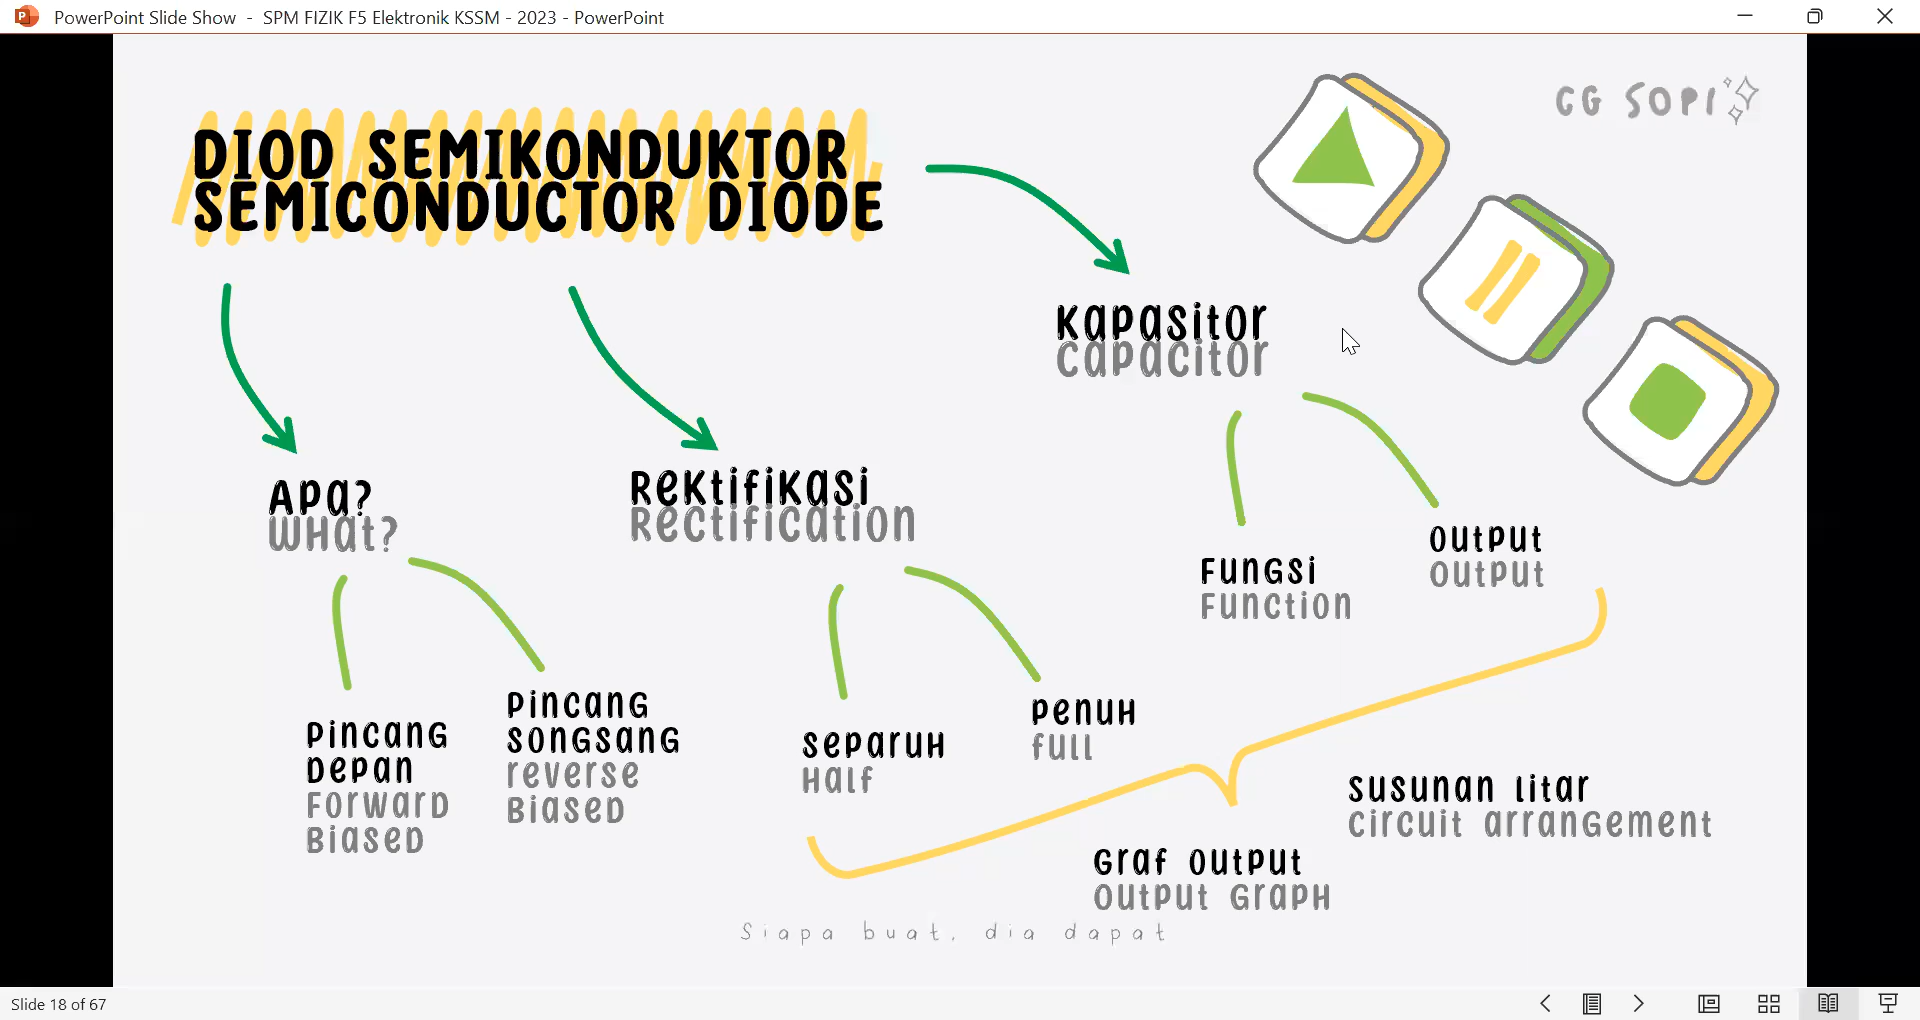 PowerPoint Slide Show - SPM FIZIK F5 Elektronik KSSM - 2023 - PowerPoint
CG SOPI
DIOD SEMIKONDUKTOR
SEMICONDUCTOR DIODE
Kapasitor
capacitor
Apa?
What?
Rektifikasi
Rectification
Fungsi
Function
Output
Output
Pincang
Depan
Forward
Biased
Pincang
Songsang
reverse
Biased
Separuh
Half
Penuh
full
Susunan litar
circuit arrangement
Graf output
output Graph
Siapa buat, dia dapat
Slide 18 of 67